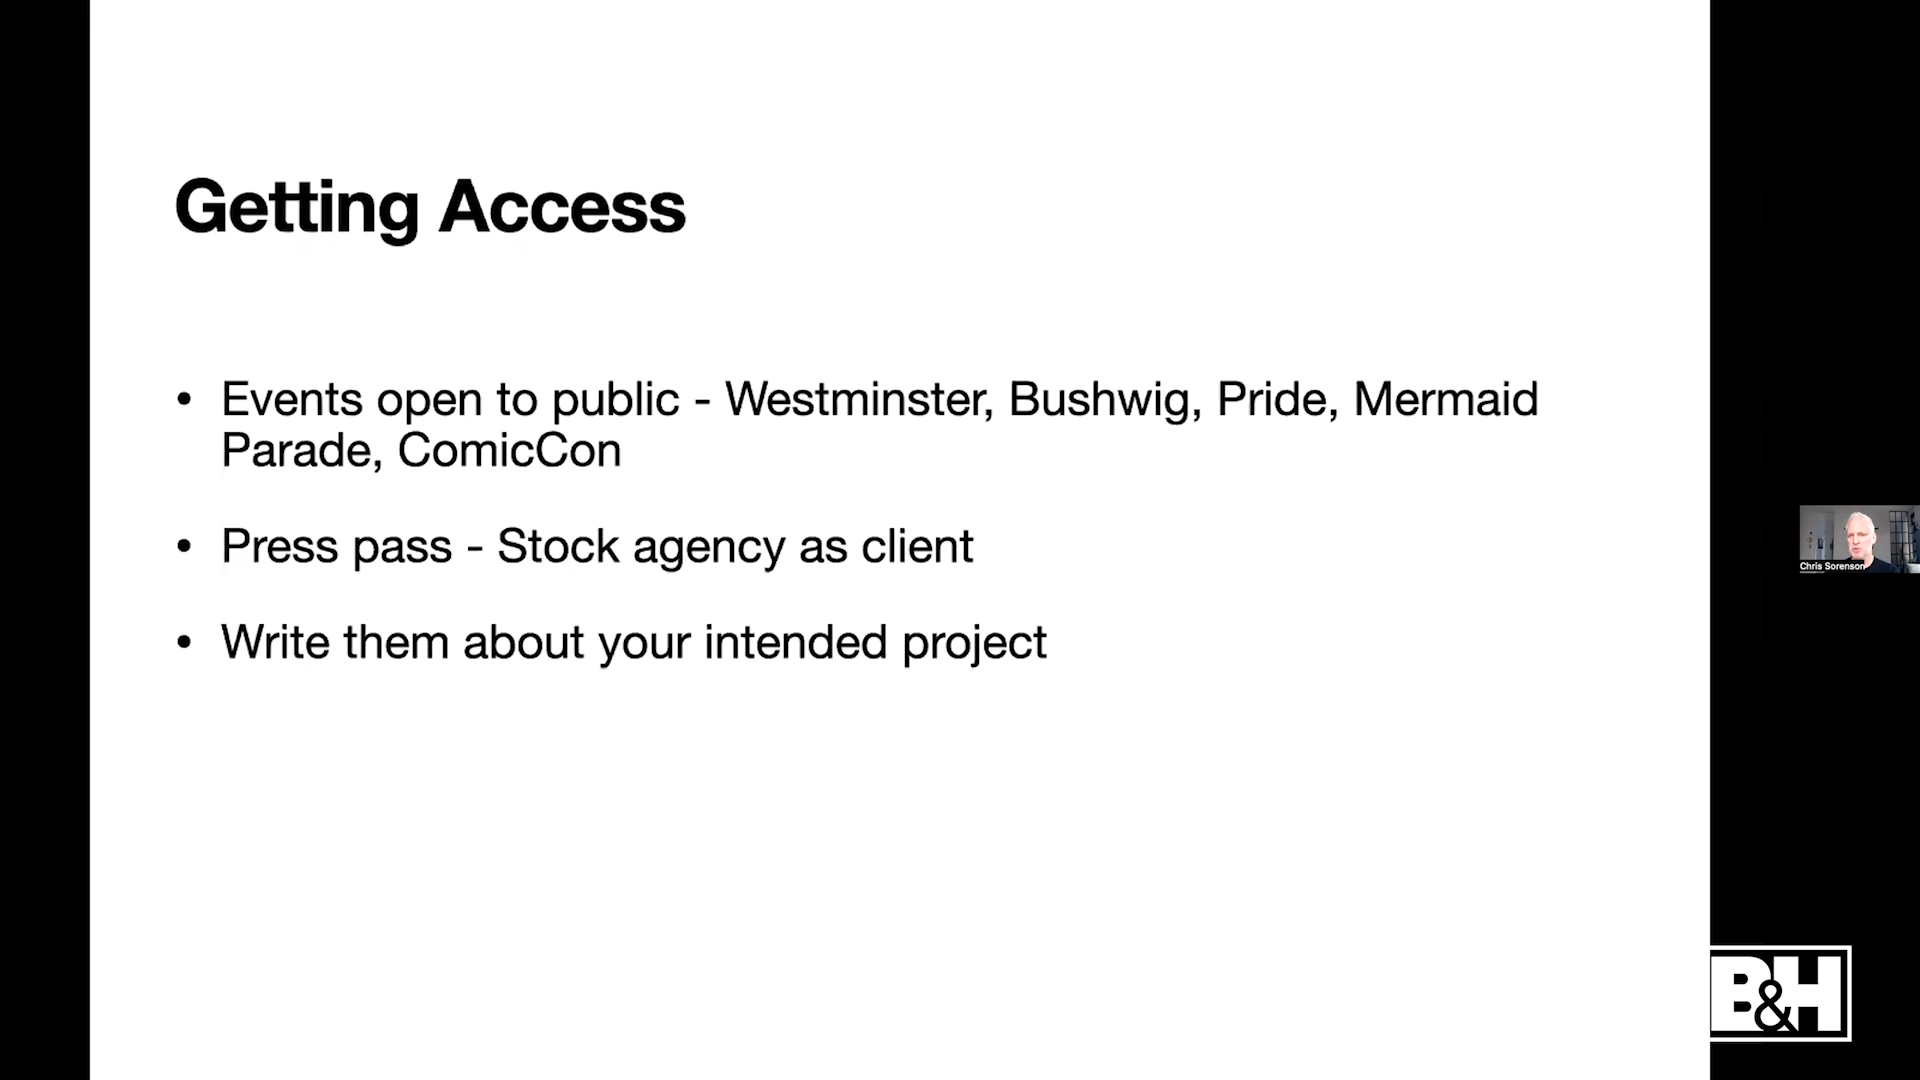 Getting Access
• Events open to public - Westminster, Bushwig, Pride, Mermaid
Parade, ComicCon
• Press pass - Stock agency as client
• Write them about your intended project
Chris Sorenson
B&H